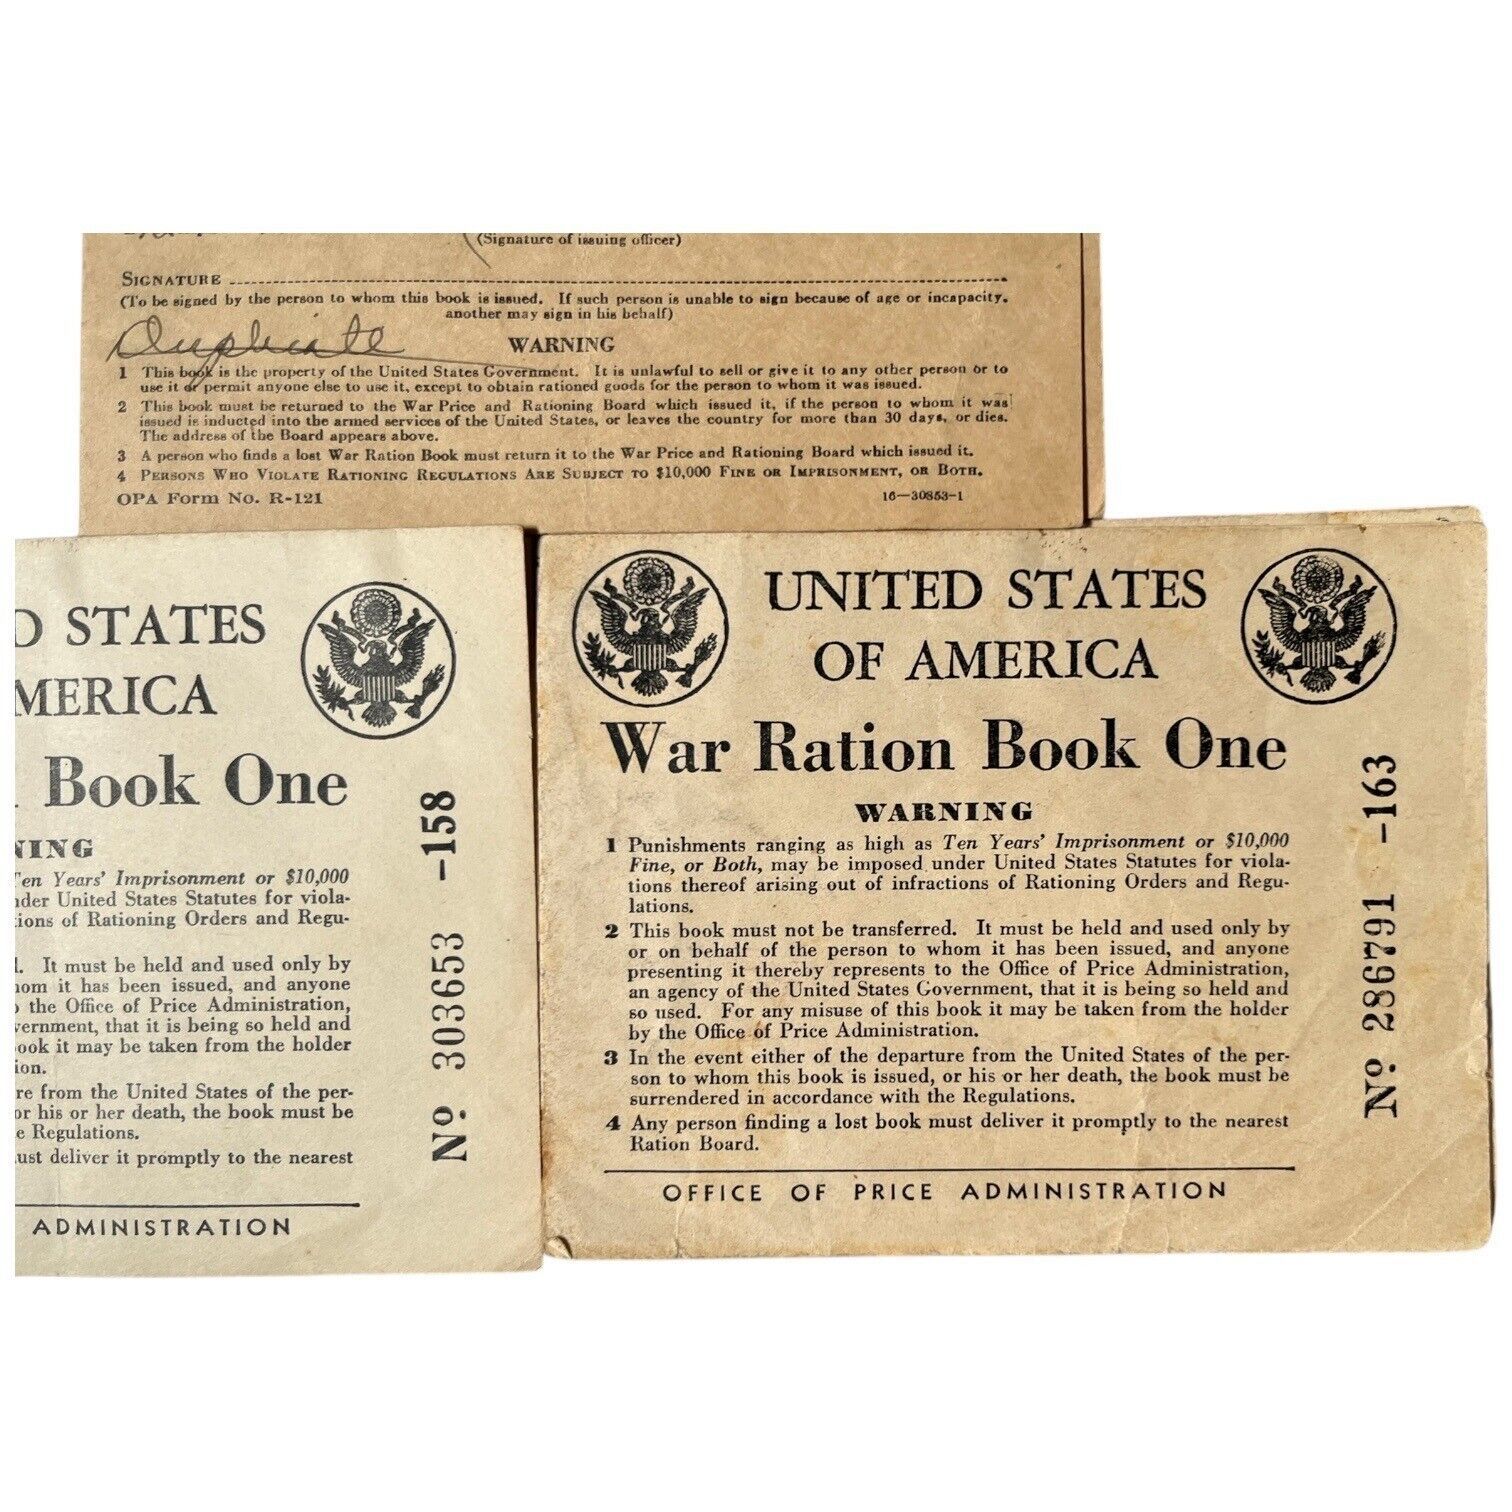 (Signature of issuing officer)
SIGNATURE
(To be signed by the person to whom this book is issued. If such person is unable to sign because of age or incapacity,
another may sign in his behalf)
Duplicate
WARNING
1 This book is the property of the United States Government. It is unlawful to sell or give it to any other person or to
use it or permit anyone else to use it, except to obtain rationed goods for the person to whom it was issued.
2 This book must be returned to the War Price and Rationing Board which issued it, if the person to whom it was
issued is inducted into the armed services of the United States, or leaves the country for more than 30 days, or dies.
The address of the Board appears above.
3 A person who finds a lost War Ration Book must return it to the War Price and Rationing Board which issued it.
4 PERSONS WHO VIOLATE RATIONING REGULATIONS ARE SUBJECT TO $10,000 FINE OR IMPRISONMENT, OR BOTH.
OPA Form No. R-121
16—30853-1
D STATES
MERICA
Book One
NING
Ten Years' Imprisonment or $10,000
nder United States Statutes for viola-
tions of Rationing Orders and Regu-
l. It must be held and used only by
hom it has been issued, and anyone
o the Office of Price Administration,
vernment, that it is being so held and
ook it may be taken from the holder
ion.
re from the United States of the per-
or his or her death, the book must be
e Regulations.
ust deliver it promptly to the nearest
ADMINISTRATION
No. 303653 -158
UNITED STATES
OF AMERICA
War Ration Book One
WARNING
1 Punishments ranging as high as Ten Years' Imprisonment or $10,000
Fine, or Both, may be imposed under United States Statutes for viola-
tions thereof arising out of infractions of Rationing Orders and Regu-
lations.
2 This book must not be transferred. It must be held and used only by
or on behalf of the person to whom it has been issued, and anyone
presenting it thereby represents to the Office of Price Administration,
an agency of the United States Government, that it is being so held and
so used. For any misuse of this book it may be taken from the holder
by the Office of Price Administration.
3 In the event either of the departure from the United States of the per-
son to whom this book is issued, or his or her death, the book must be
surrendered in accordance with the Regulations.
4 Any person finding a lost book must deliver it promptly to the nearest
Ration Board.
OFFICE OF PRICE ADMINISTRATION
No. 286791 -163